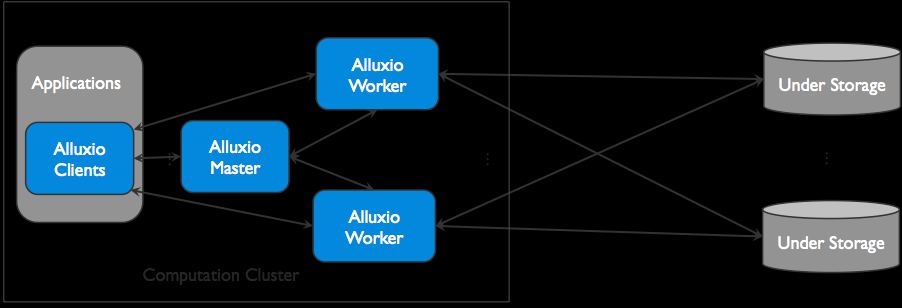 Applications
Alluxio
Clients
Alluxio
Master
Alluxio
Worker
Alluxio
Worker
Under Storage
Under Storage
Computation Cluster